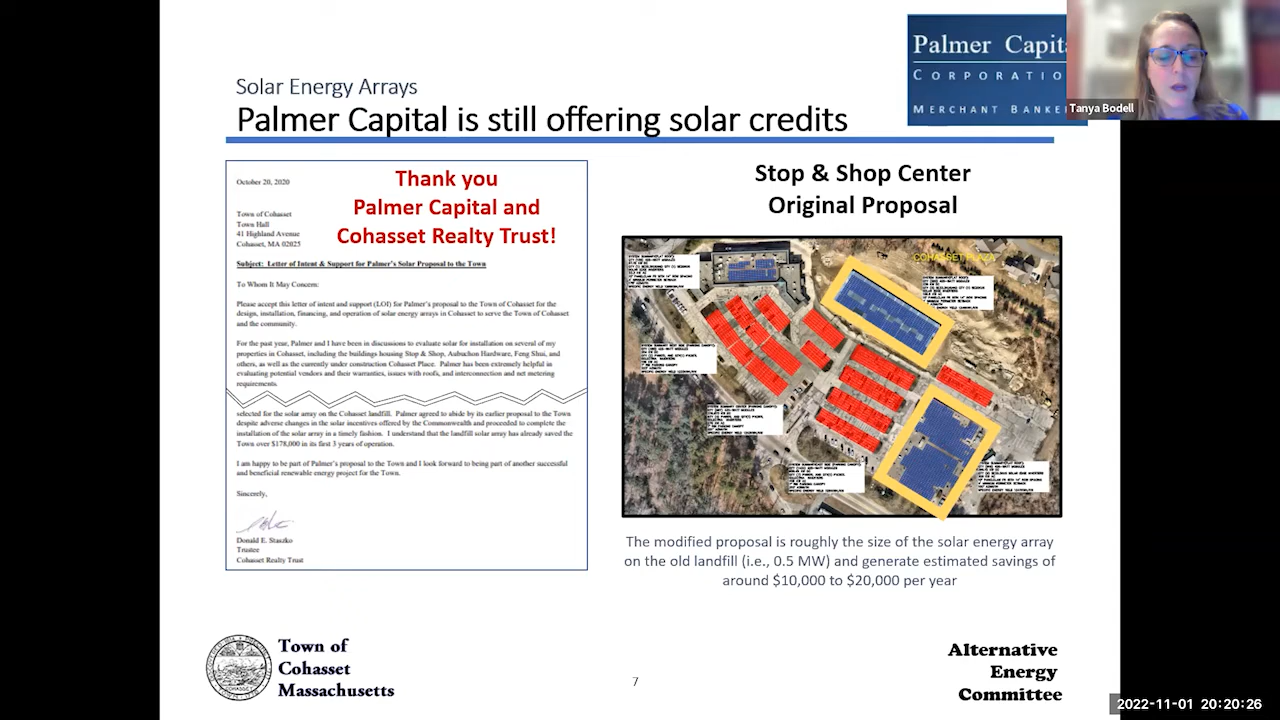 Palmer Capita
CORPORATIO
MERCHANT BANKE
Tanya Bodell
Solar Energy Arrays
Palmer Capital is still offering solar credits
October 20, 2020
Thank you
Palmer Capital and
Cohasset Realty Trust!
Town of Cohasset
Town Hall
41 Highland Avenue
Cohasset, MA 02025
Subject: Letter of Intent & Support for Palmer's Solar Proposal to the Town
To Whom It May Concern:
Please accept this letter of intent and support (LOI) for Palmer's proposal to the Town of Cohasset for the
design, installation, financing, and operation of solar energy arrays in Cohasset to serve the Town of Cohasset
and the community.
For the past year, Palmer and I have been in discussions to evaluate solar for installation on several of my
properties in Cohasset, including the buildings housing Stop & Shop, Aubuchon Hardware, Feng Shui, and
others, as well as the currently under construction Cohasset Place. Palmer has been extremely helpful in
evaluating potential vendors and their warranties, issues with roofs, and interconnection and net metering
requirements.
selected for the solar array on the Cohasset landfill. Palmer agreed to abide by its earlier proposal to the Town
despite adverse changes in the solar incentives offered by the Commonwealth and proceeded to complete the
installation of the solar array in a timely fashion. I understand that the landfill solar array has already saved the
Town over $178,000 in its first 3 years of operation.
I am happy to be part of Palmer's proposal to the Town and I look forward to being part of another successful
and beneficial renewable energy project for the Town.
Sincerely,
Donald E. Staszko
Trustee
Cohasset Realty Trust
Stop & Shop Center
Original Proposal
COHASSET PLAZA
The modified proposal is roughly the size of the solar energy array
on the old landfill (i.e., 0.5 MW) and generate estimated savings of
around $10,000 to $20,000 per year
Town of
Cohasset
Massachusetts
7
Alternative
Energy
Committee
2022-11-01 20:20:26